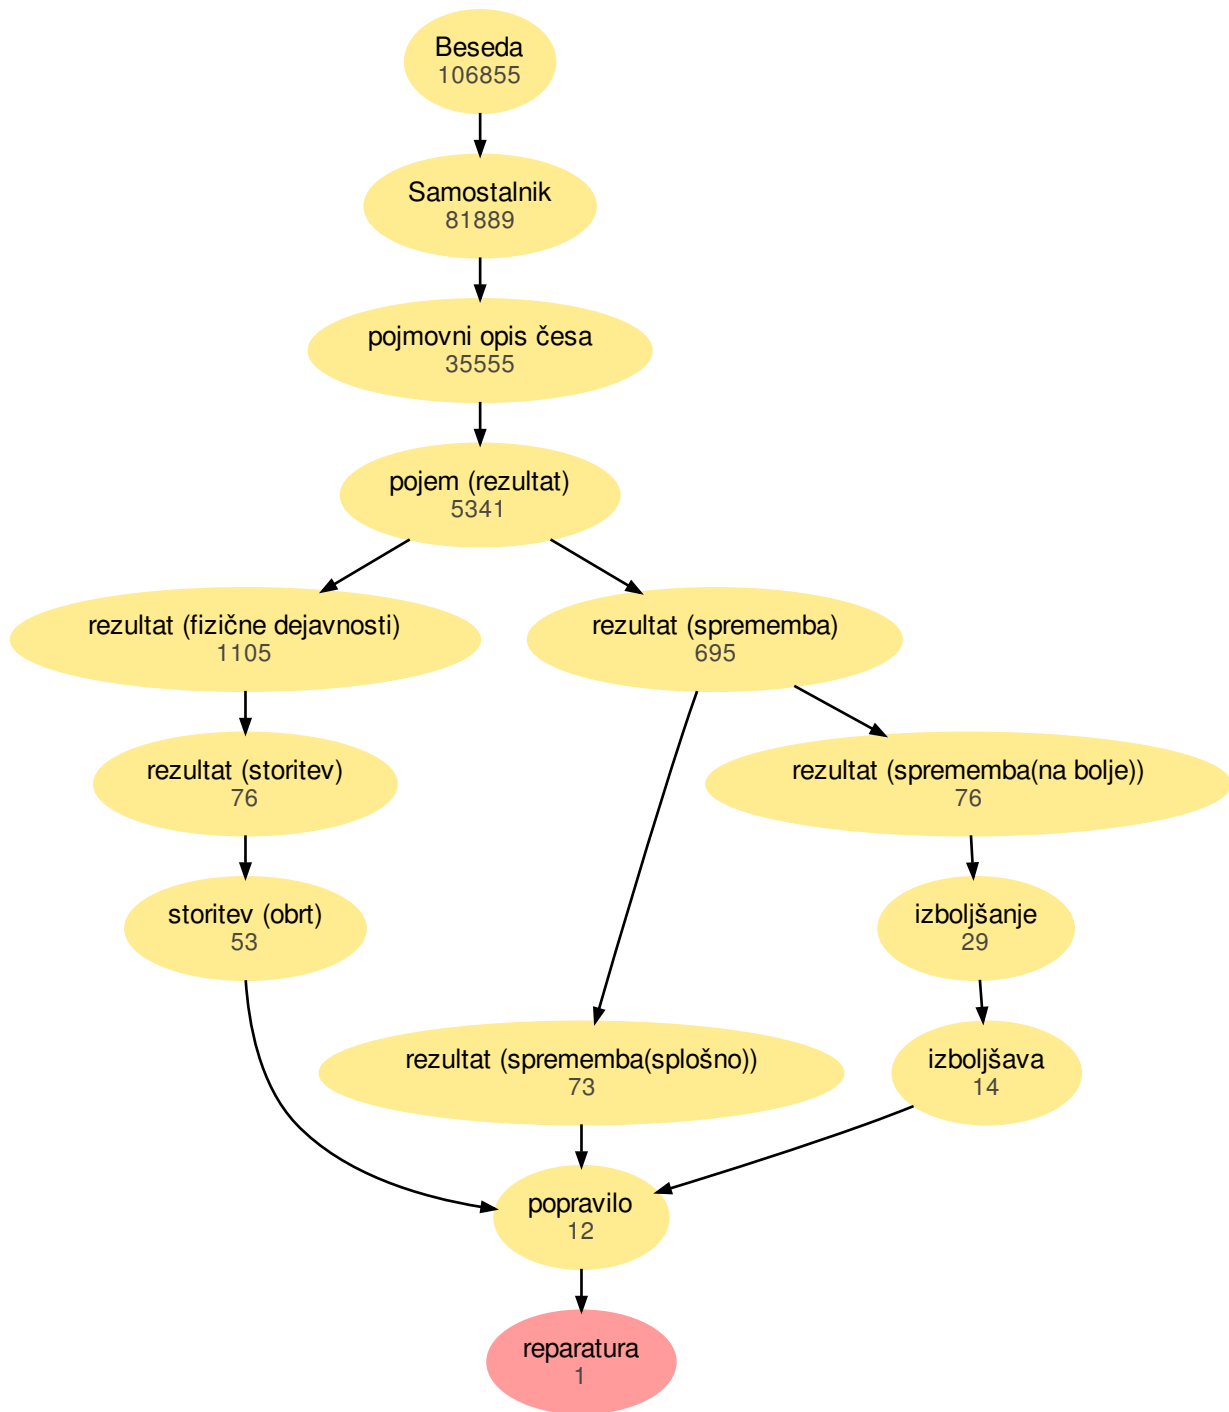 Beseda
106855
Samostalnik
81889
pojmovni opis česa
35555
pojem (rezultat)
5341
rezultat (fizične dejavnosti)
1105
rezultat (sprememba)
695
rezultat (storitev)
76
rezultat (sprememba(na bolje))
76
storitev (obrt)
53
izboljšanje
29
rezultat (sprememba(splošno))
73
izboljšava
14
popravilo
12
reparatura
1